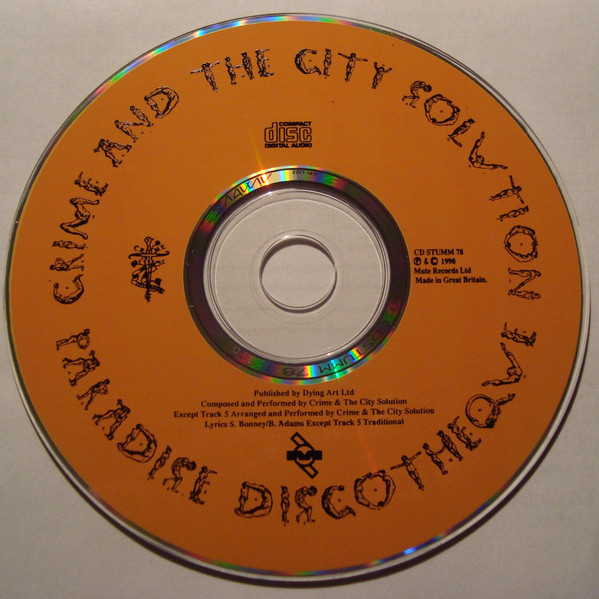 CRIME AND THE CITY SOLUTION
COMPACT
disc
DIGITAL AUDIO
CD STUMM 78
℗ & © 1990
Mute Records Ltd
Made in Great Britain.
Published by Dying Art Ltd
Composed and Performed by Crime & The City Solution
Except Track 5 Arranged and Performed by Crime & The City Solution
Lyrics S. Bonney/B. Adams Except Track 5 Traditional
PARADISE DISCOTHEQUE